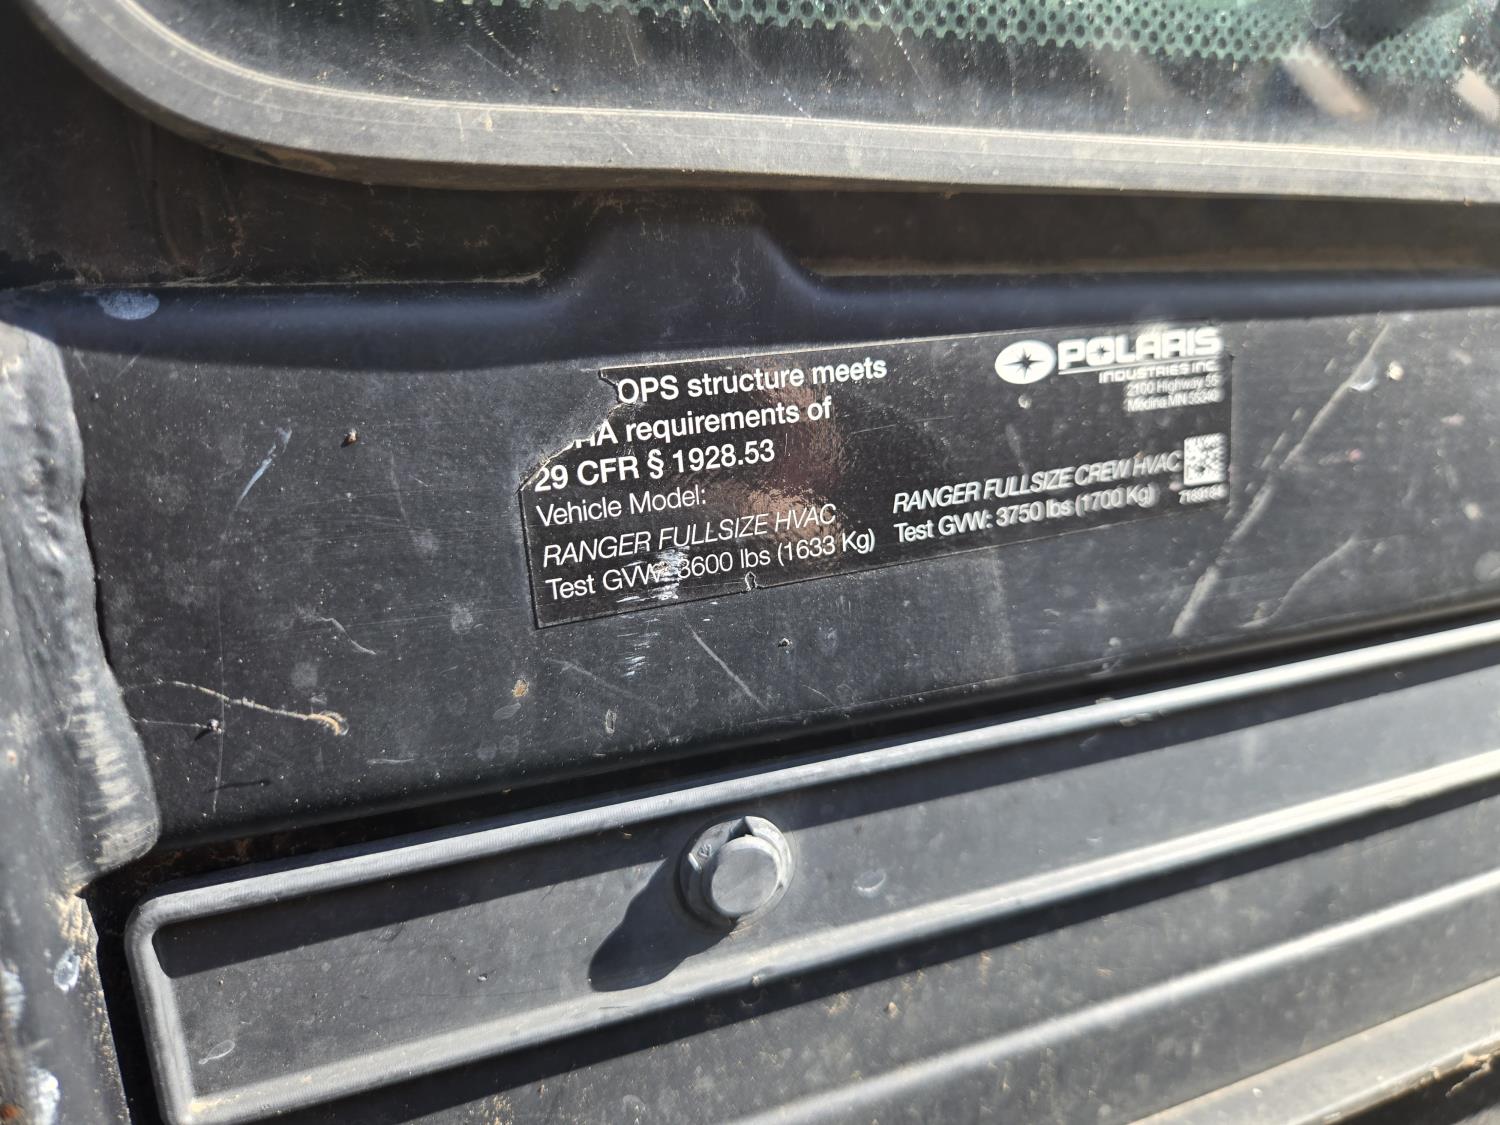 OPS structure meets
HA requirements of
29 CFR § 1928.53
Vehicle Model:
RANGER FULLSIZE HVAC
Test GVW: 3600 lbs (1633 Kg)
POLARIS
INDUSTRIES INC.
2100 Highway 55
Medina MN 55340
RANGER FULLSIZE CREW HVAC
Test GVW: 3750 lbs (1700 Kg)
7189184